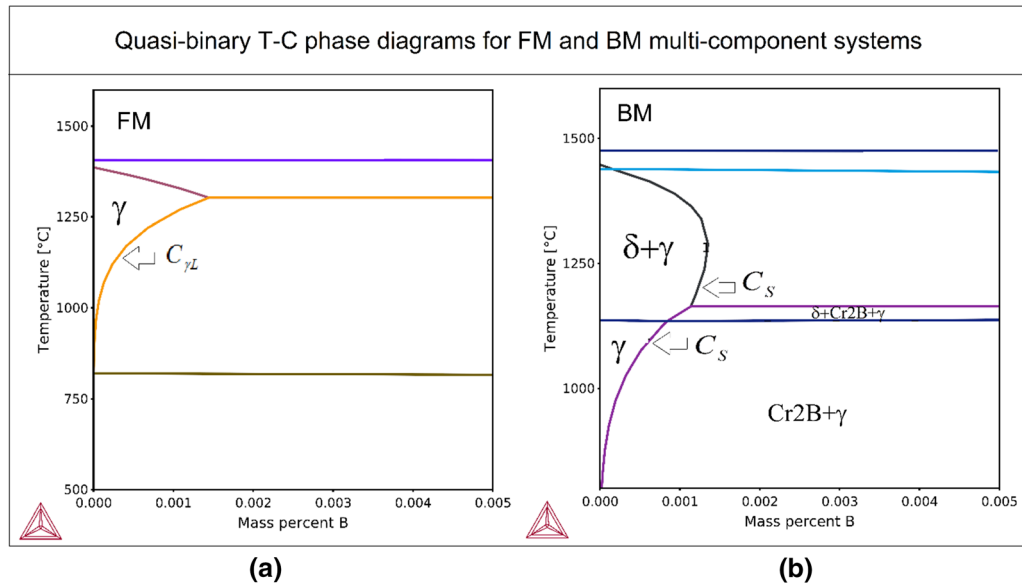 Quasi-binary T-C phase diagrams for FM and BM multi-component systems
FM
1500
1250
1000
750
500
Temperature [°C]
γ
C_γL
0.000 0.001 0.002 0.003 0.004 0.005
Mass percent B
(a)
BM
1500
1250
1000
Temperature [°C]
δ+γ
C_S
δ+Cr2B+γ
γ
C_S
Cr2B+γ
0.000 0.001 0.002 0.003 0.004 0.005
Mass percent B
(b)